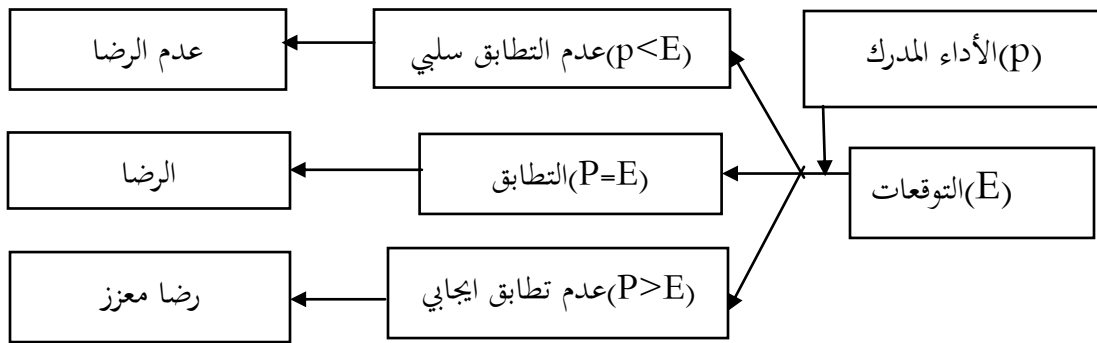 (p)الأداء المدرك
(p<E)عدم التطابق سلبي
عدم الرضا
(E)التوقعات
(P=E)التطابق
الرضا
(P>E)عدم تطابق ايجابي
رضا معزز